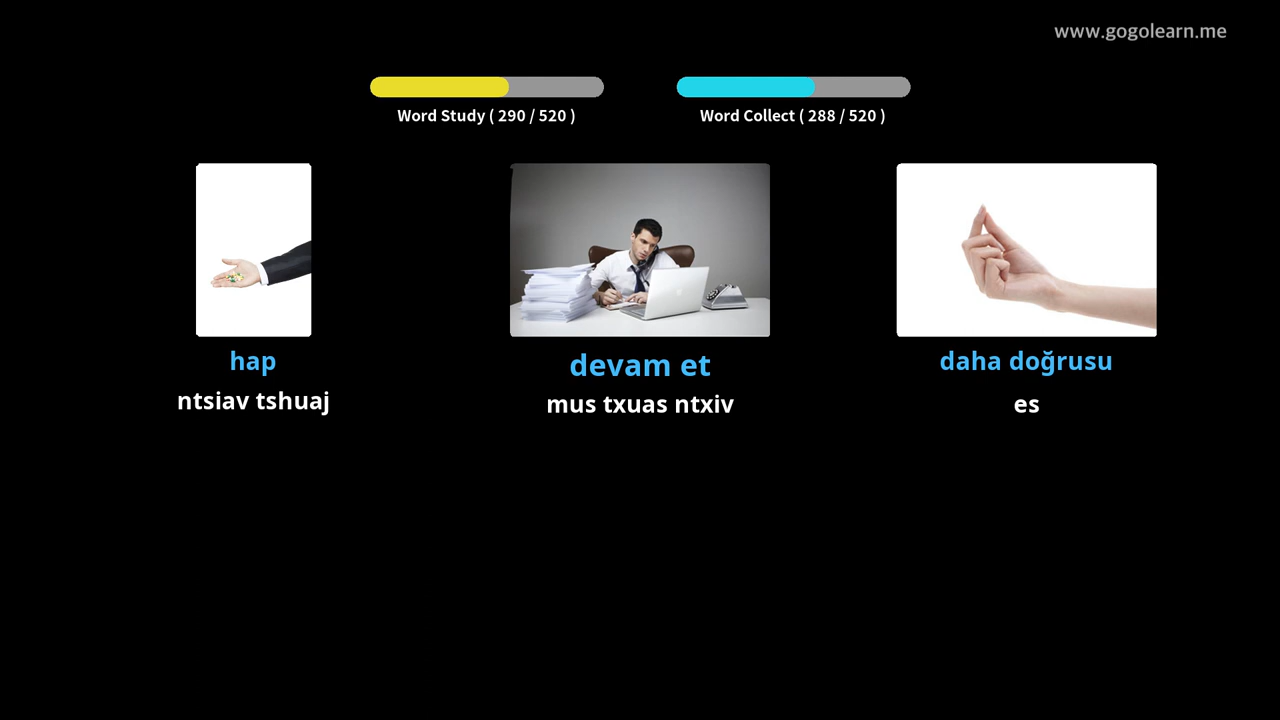 www.gogolearn.me
Word Study ( 290 / 520 )
Word Collect ( 288 / 520 )
hap
ntsiav tshuaj
devam et
mus txuas ntxiv
daha doğrusu
es